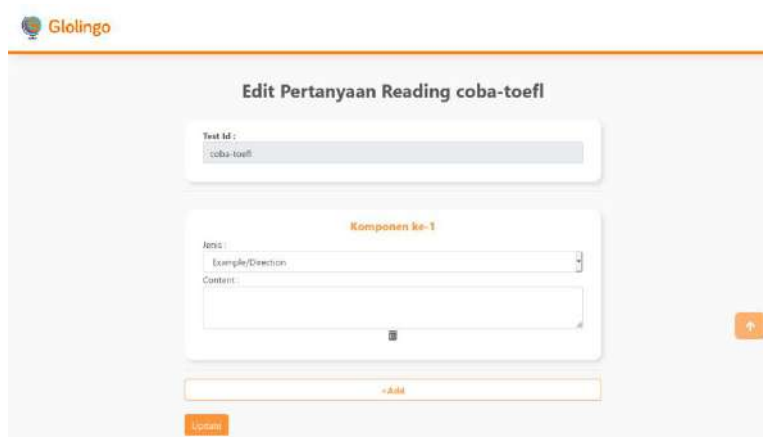 Glolingo
Edit Pertanyaan Reading coba-toefl
Test Id :
coba-toefl
Komponen ke-1
Jenis :
Example/Direction
Content :
+Add
Update